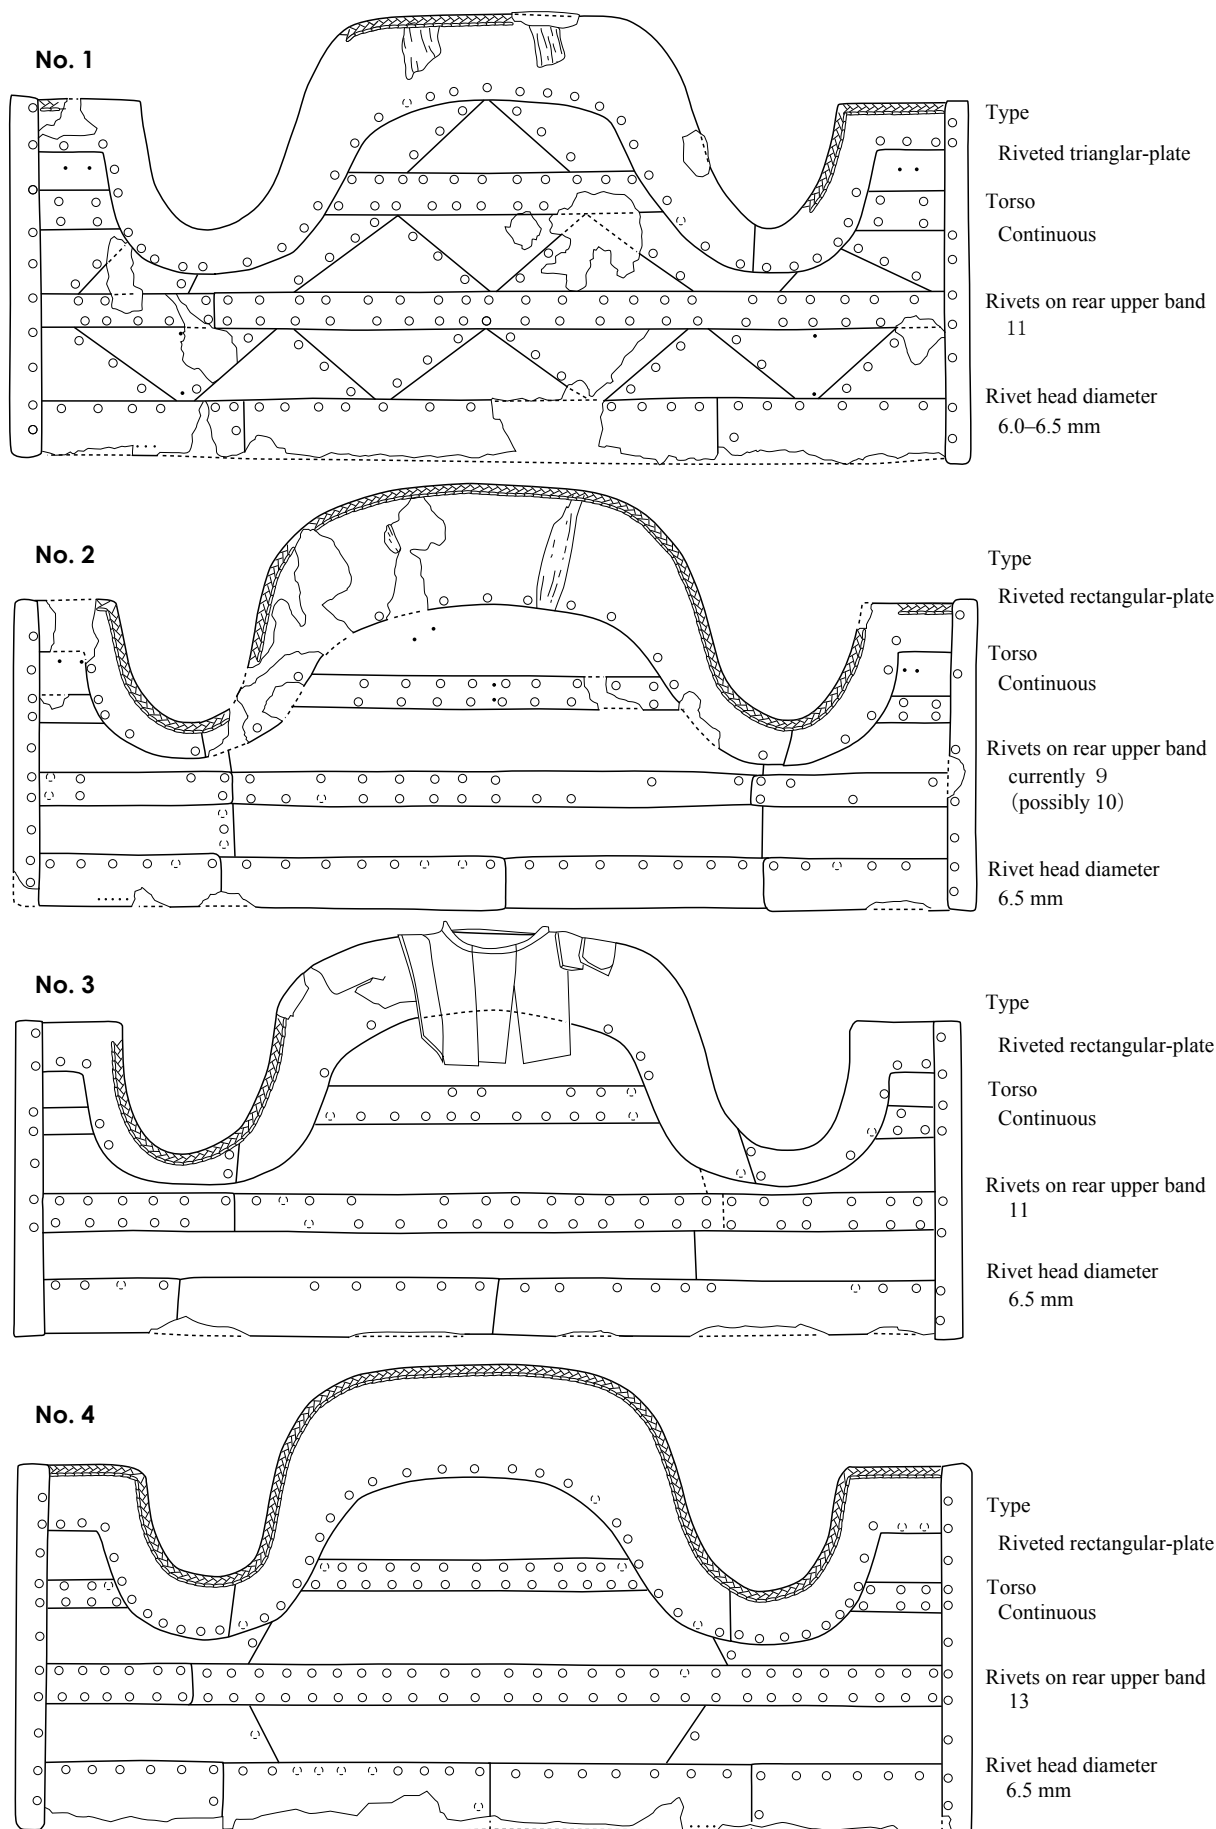 No. 1
Type
Riveted trianglar-plate
Torso
Continuous
Rivets on rear upper band
11
Rivet head diameter
6.0–6.5 mm
No. 2
Type
Riveted rectangular-plate
Torso
Continuous
Rivets on rear upper band
currently 9
(possibly 10)
Rivet head diameter
6.5 mm
No. 3
Type
Riveted rectangular-plate
Torso
Continuous
Rivets on rear upper band
11
Rivet head diameter
6.5 mm
No. 4
Type
Riveted rectangular-plate
Torso
Continuous
Rivets on rear upper band
13
Rivet head diameter
6.5 mm